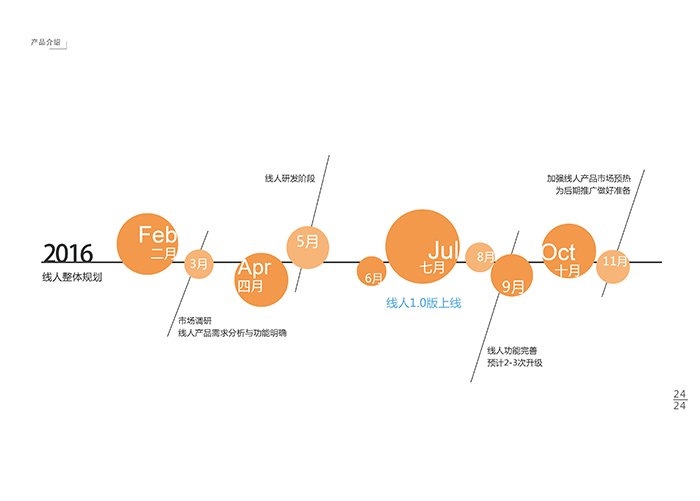 产品介绍
2016
线人整体规划
Feb
二月
3月
市场调研
线人产品需求分析与功能明确
Apr
四月
线人研发阶段
5月
6月
Jul
七月
线人1.0版上线
8月
9月
线人功能完善
预计2-3次升级
Oct
十月
加强线人产品市场预热
为后期推广做好准备
11月
24
24